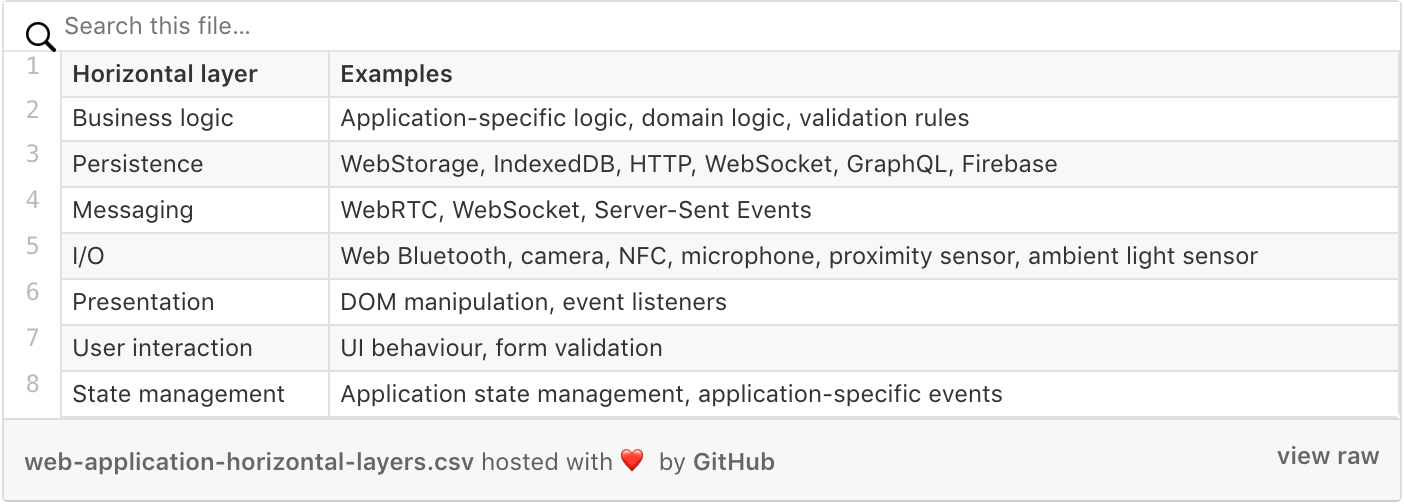 Search this file...
1 Horizontal layer Examples
2 Business logic Application-specific logic, domain logic, validation rules
3 Persistence WebStorage, IndexedDB, HTTP, WebSocket, GraphQL, Firebase
4 Messaging WebRTC, WebSocket, Server-Sent Events
5 I/O Web Bluetooth, camera, NFC, microphone, proximity sensor, ambient light sensor
6 Presentation DOM manipulation, event listeners
7 User interaction UI behaviour, form validation
8 State management Application state management, application-specific events
web-application-horizontal-layers.csv hosted with ❤ by GitHub view raw